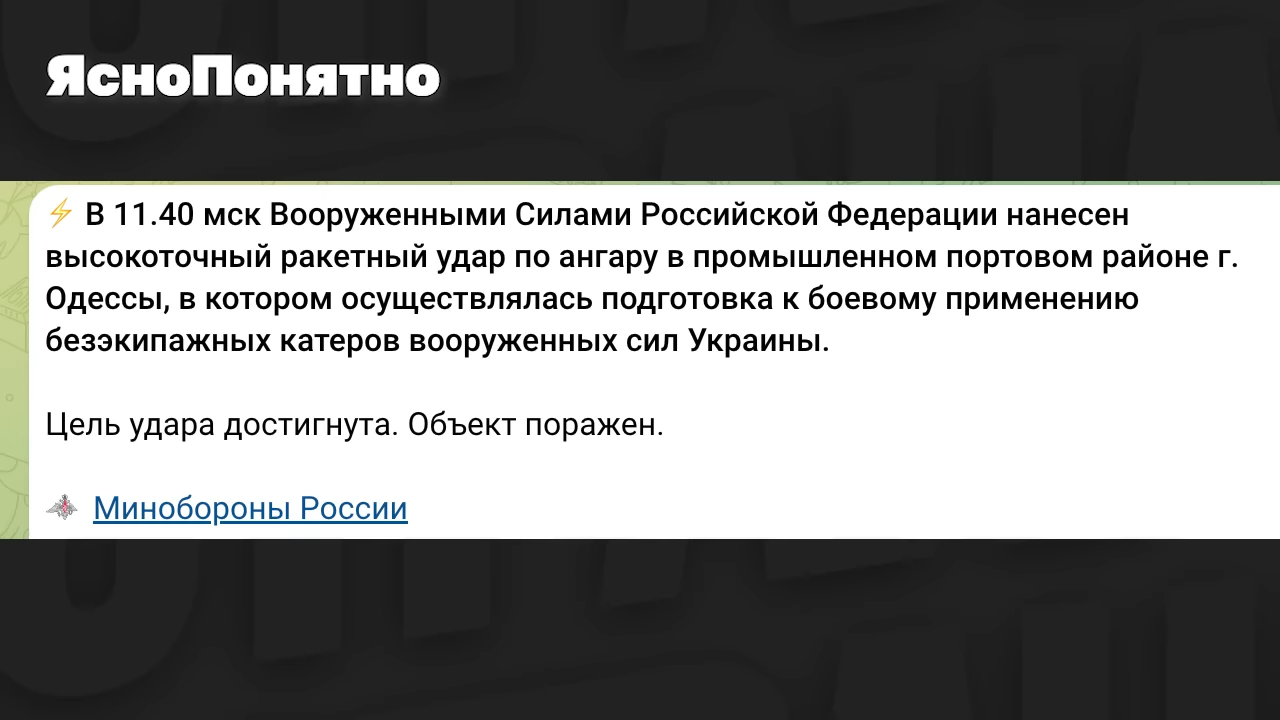 ЯсноПонятно
⚡ В 11.40 мск Вооруженными Силами Российской Федерации нанесен
высокоточный ракетный удар по ангару в промышленном портовом районе г.
Одессы, в котором осуществлялась подготовка к боевому применению
безэкипажных катеров вооруженных сил Украины.
Цель удара достигнута. Объект поражен.
Минобороны России